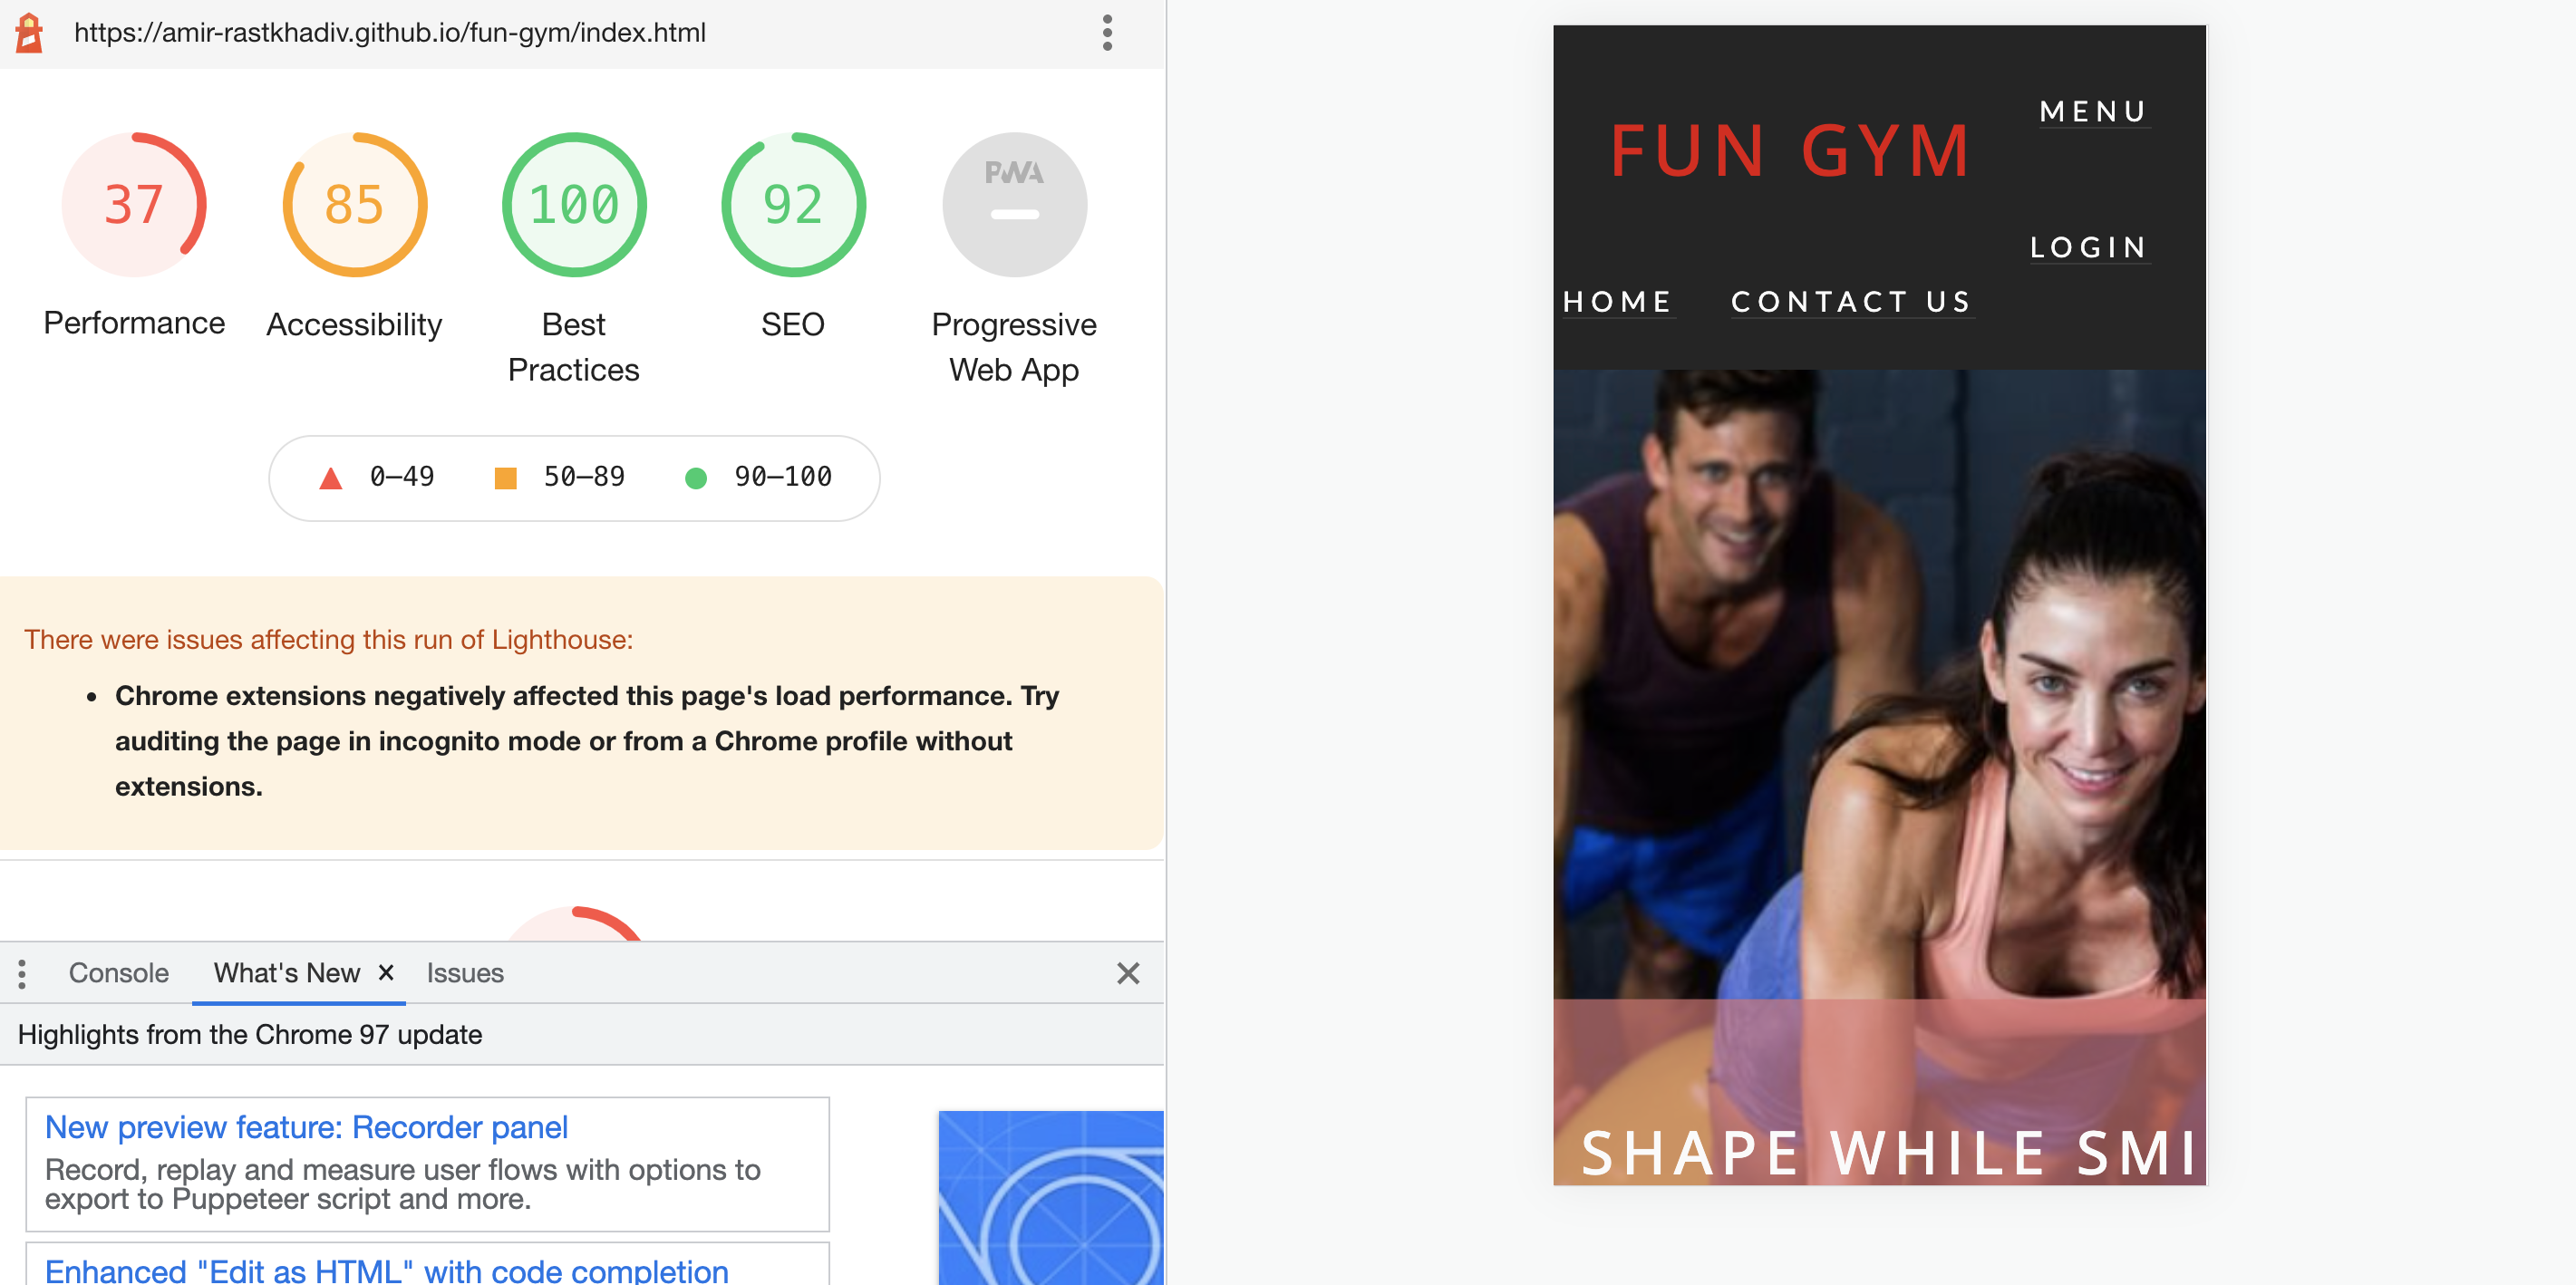 https://amir-rastkhadiv.github.io/fun-gym/index.html
37
85
100
92
PWA
Performance
Accessibility
Best
Practices
SEO
Progressive
Web App
0–49
50–89
90–100
There were issues affecting this run of Lighthouse:
Chrome extensions negatively affected this page's load performance. Try
auditing the page in incognito mode or from a Chrome profile without
extensions.
Console
What's New
Issues
Highlights from the Chrome 97 update
New preview feature: Recorder panel
Record, replay and measure user flows with options to
export to Puppeteer script and more.
Enhanced "Edit as HTML" with code completion
FUN GYM
MENU
LOGIN
HOME
CONTACT US
SHAPE WHILE SMI